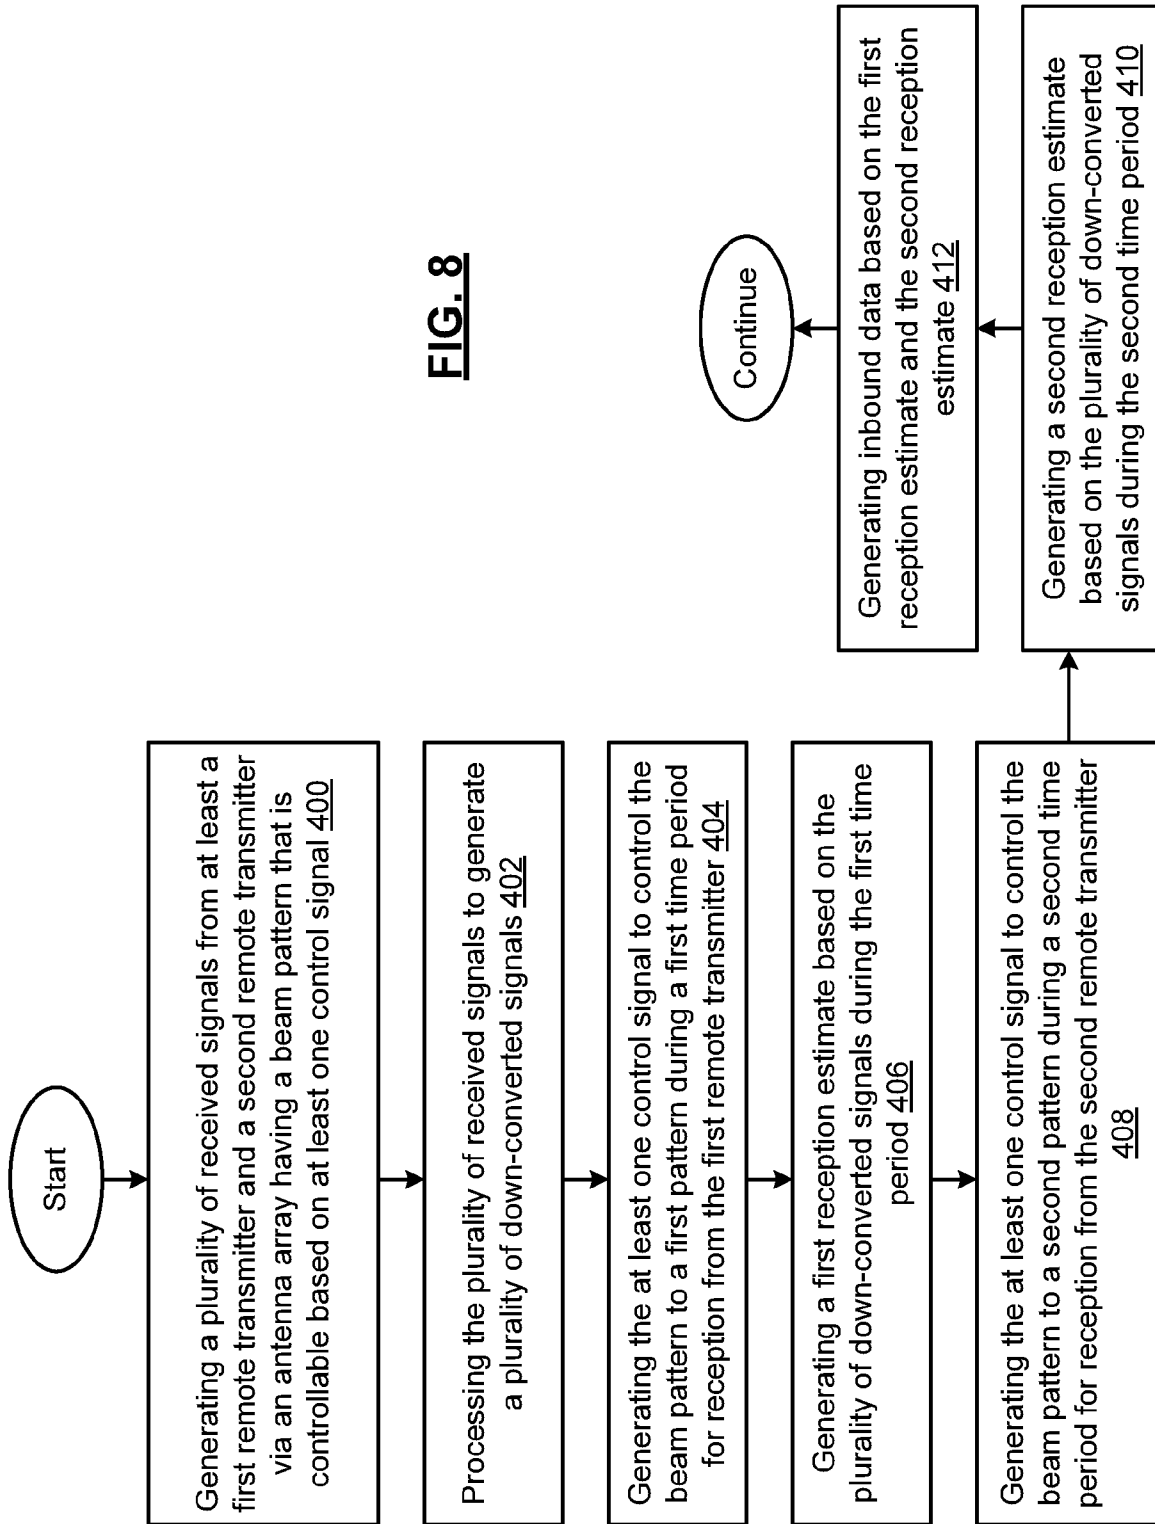 Start
Generating a plurality of received signals from at least a
first remote transmitter and a second remote transmitter
via an antenna array having a beam pattern that is
controllable based on at least one control signal 400
Processing the plurality of received signals to generate
a plurality of down-converted signals 402
Generating the at least one control signal to control the
beam pattern to a first pattern during a first time period
for reception from the first remote transmitter 404
Generating a first reception estimate based on the
plurality of down-converted signals during the first time
period 406
Generating the at least one control signal to control the
beam pattern to a second pattern during a second time
period for reception from the second remote transmitter
408
Generating a second reception estimate
based on the plurality of down-converted
signals during the second time period 410
Generating inbound data based on the first
reception estimate and the second reception
estimate 412
Continue
FIG. 8